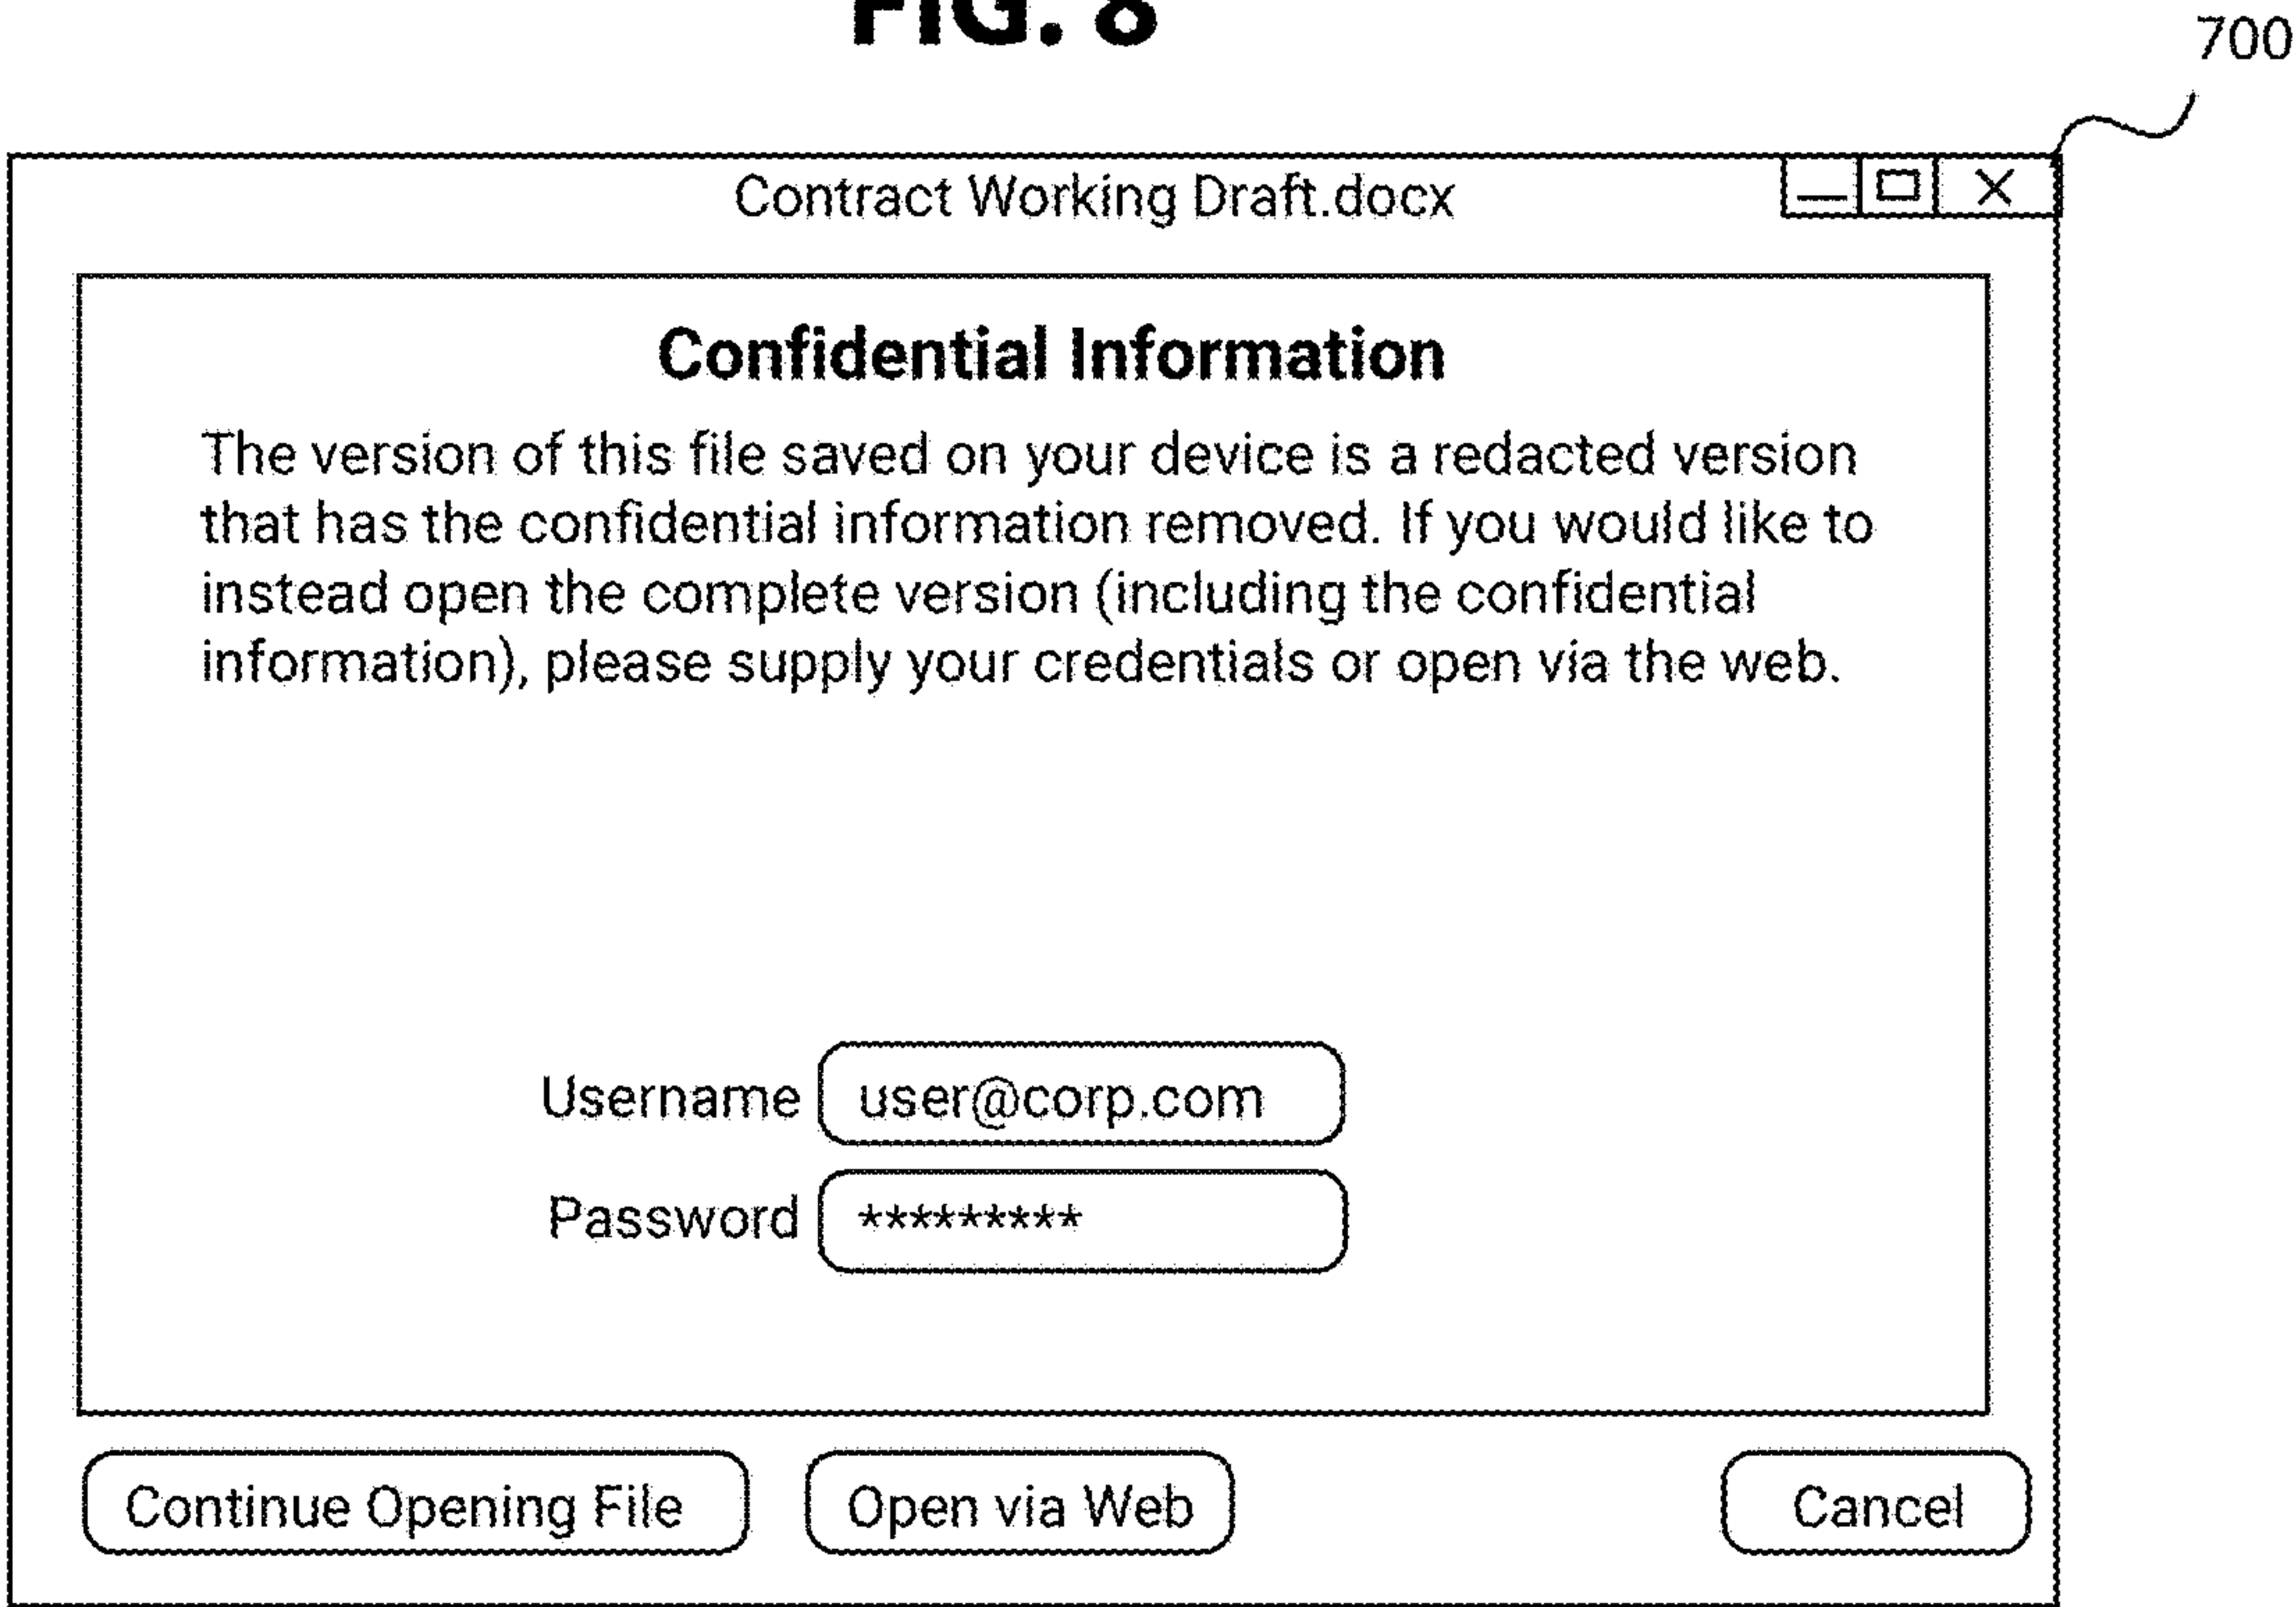 FIG. 8
700
Contract Working Draft.docx
Confidential Information
The version of this file saved on your device is a redacted version
that has the confidential information removed. If you would like to
instead open the complete version (including the confidential
information), please supply your credentials or open via the web.
Username user@corp.com
Password *********
Continue Opening File Open via Web Cancel